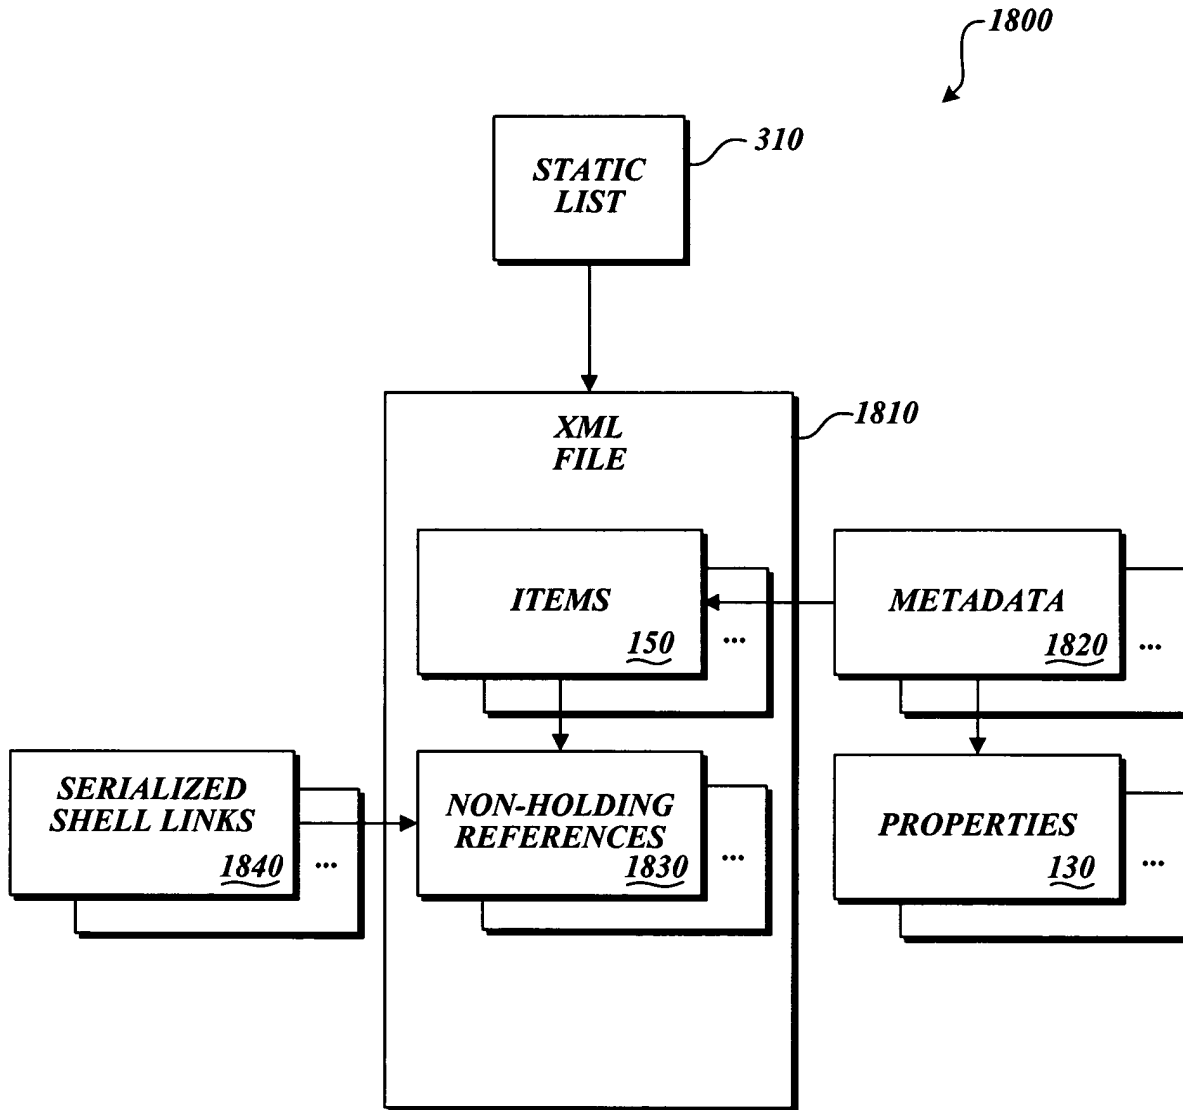 1800
310
STATIC
LIST
1810
XML
FILE
ITEMS
150
...
METADATA
1820
...
SERIALIZED
SHELL LINKS
1840
...
NON-HOLDING
REFERENCES
1830
...
PROPERTIES
130
...